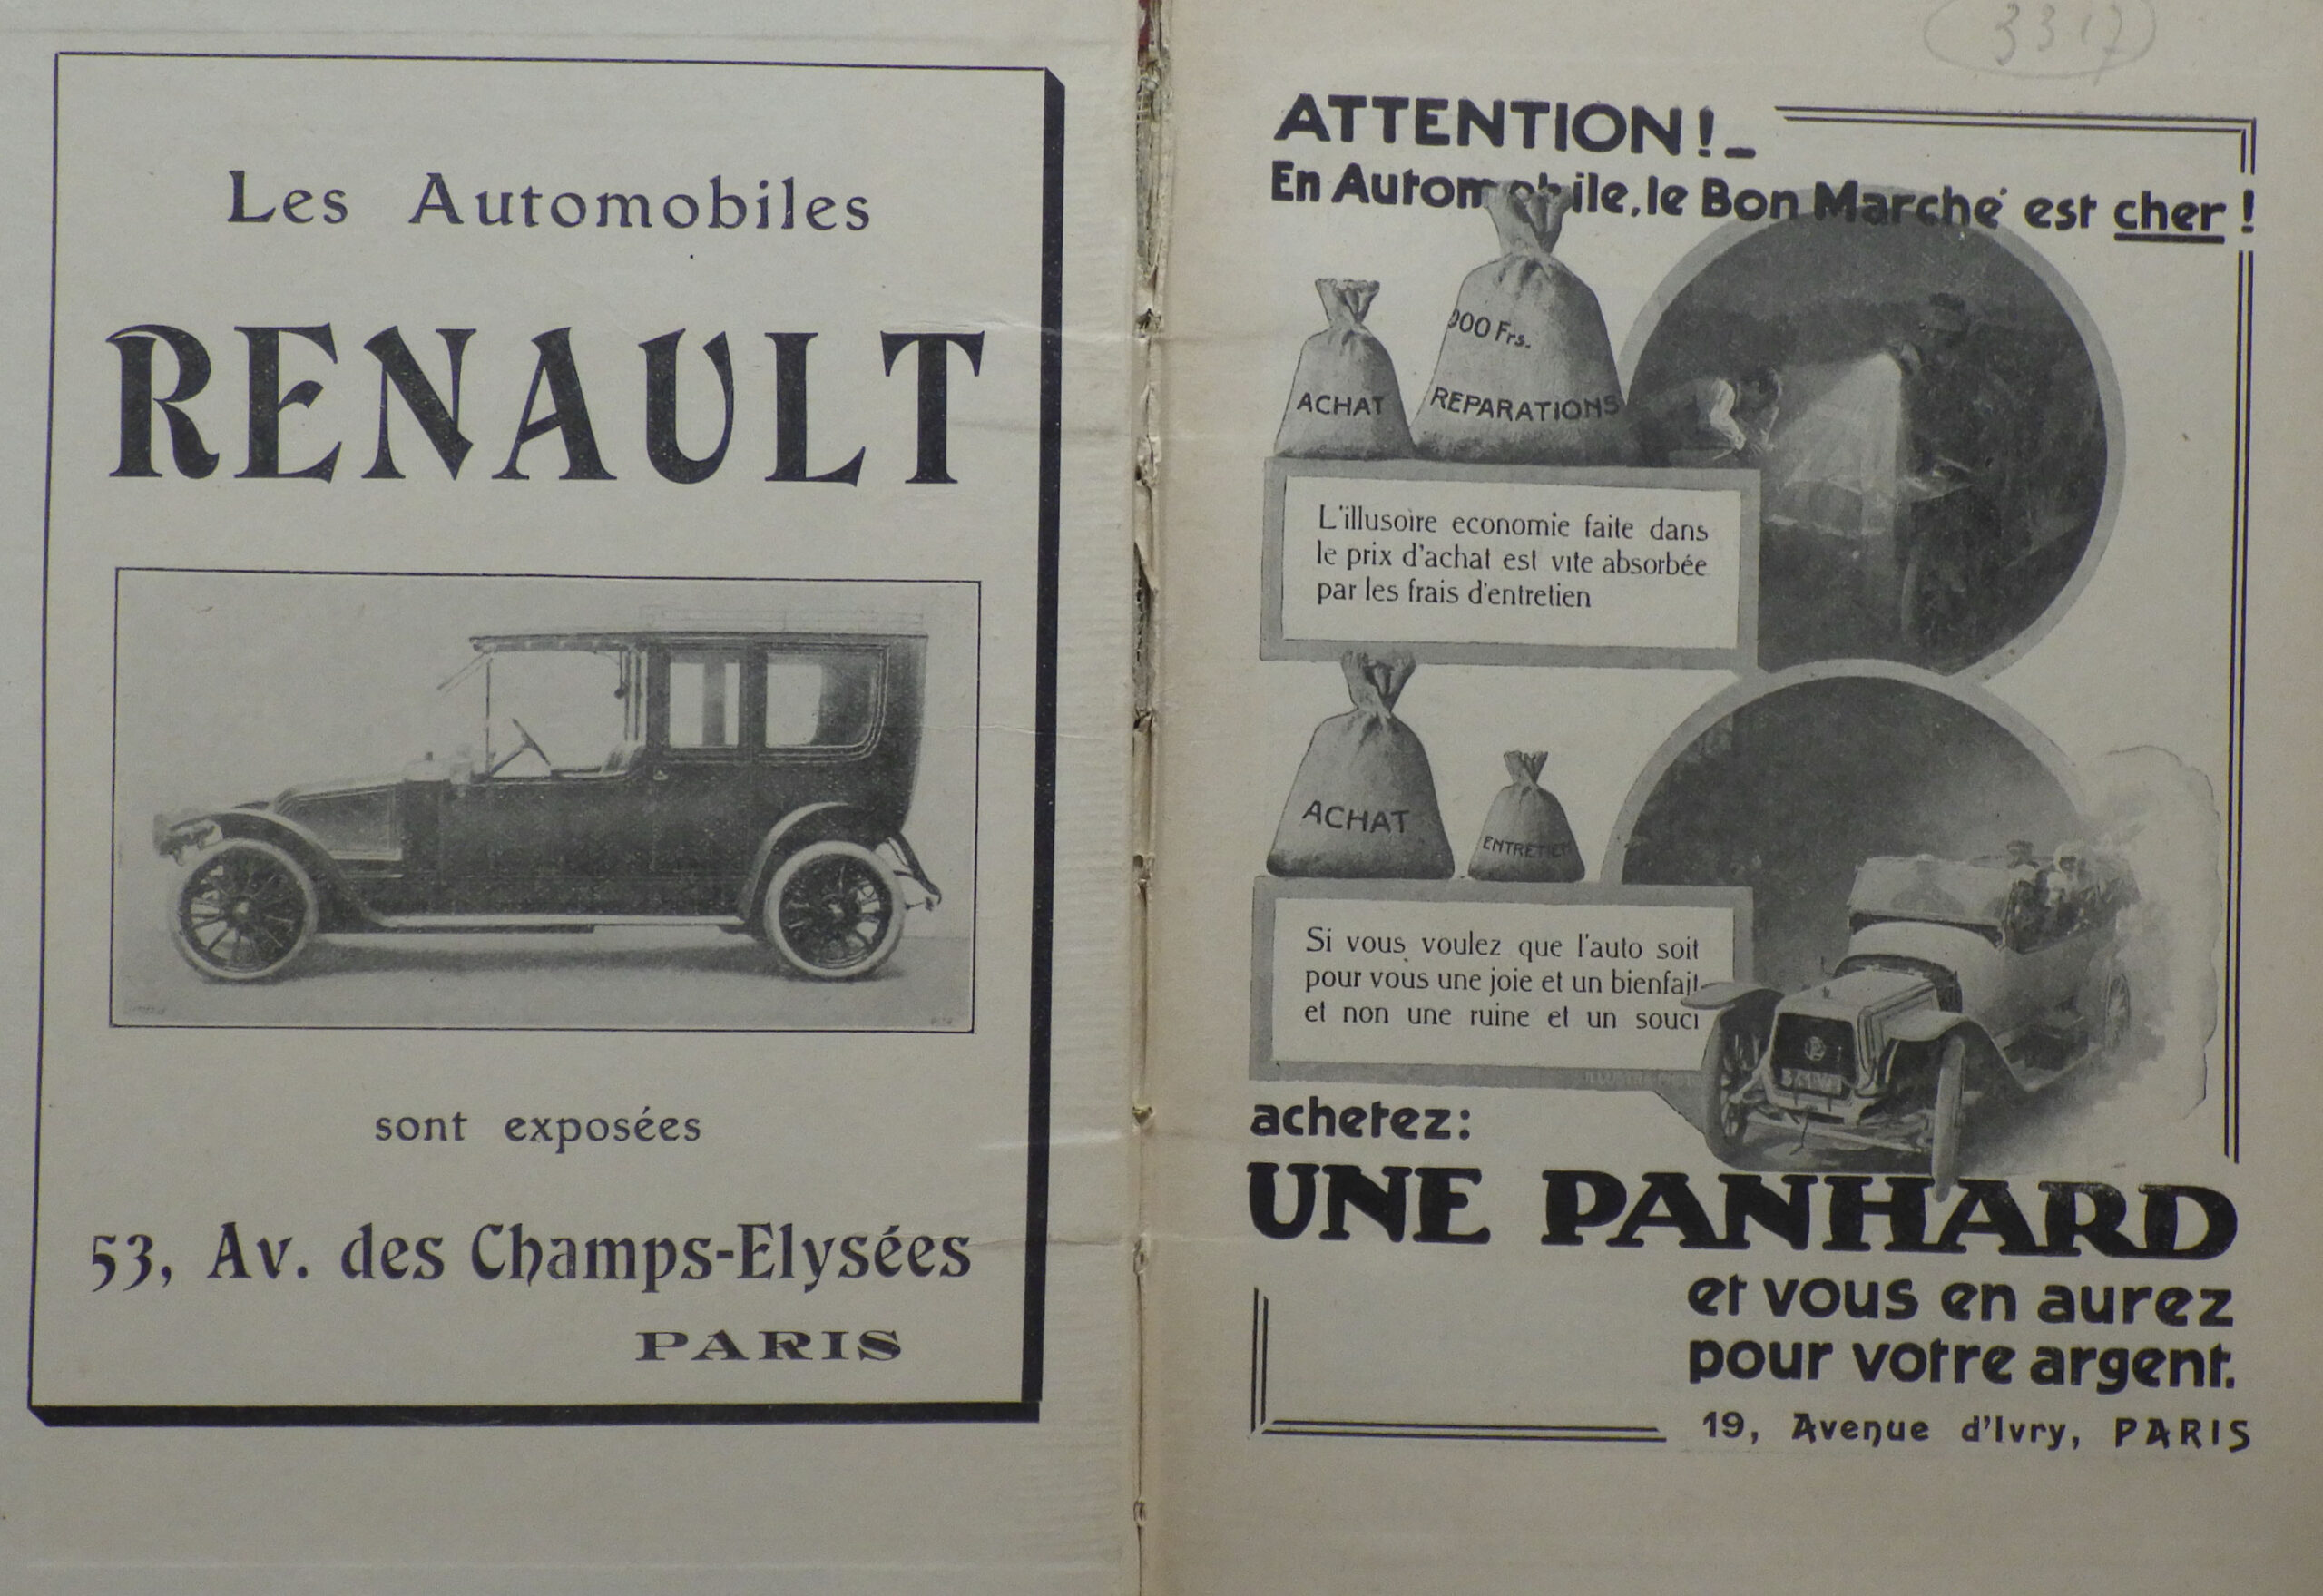 Les Automobiles
RENAULT
sont exposées
53, Av. des Champs-Elysées
PARIS
3317
ATTENTION!_
En Automobile, le Bon Marché est cher !
000 Frs.
ACHAT
REPARATIONS
L'illusoire economie faite dans
le prix d'achat est vite absorbée
par les frais d'entretien
ACHAT
ENTRETIEN
Si vous voulez que l'auto soit
pour vous une joie et un bienfait
et non une ruine et un souci
achetez:
UNE PANHARD
et vous en aurez
pour votre argent.
19, Avenue d'Ivry, PARIS